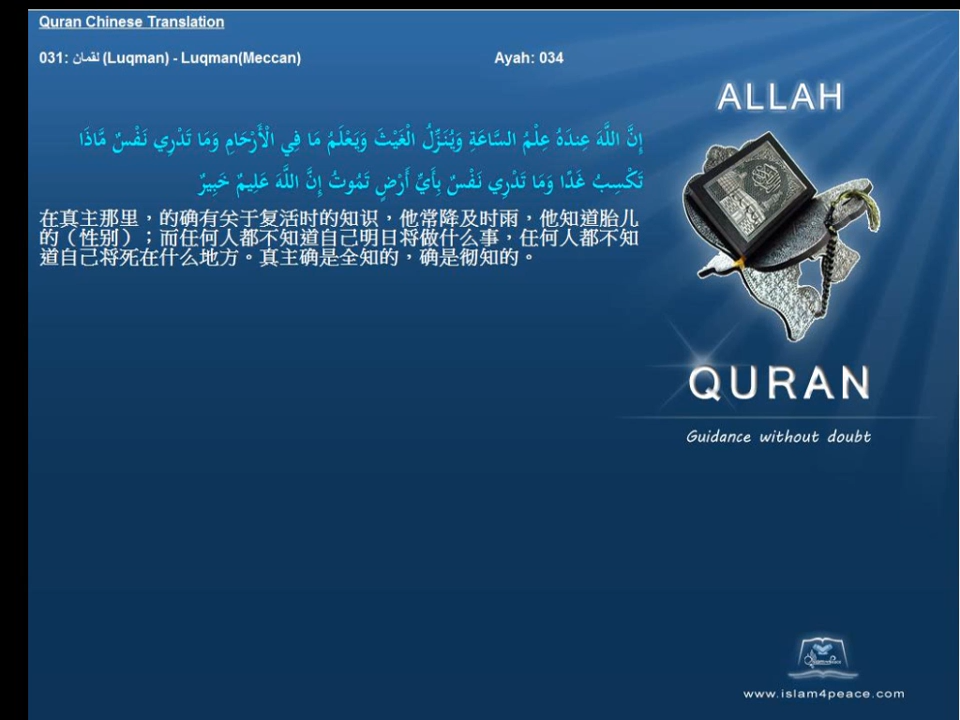 Quran Chinese Translation
031: لقمان (Luqman) - Luqman(Meccan)
Ayah: 034
إِنَّ اللَّهَ عِندَهُ عِلْمُ السَّاعَةِ وَيُنَزِّلُ الْغَيْثَ وَيَعْلَمُ مَا فِي الْأَرْحَامِ وَمَا تَدْرِي نَفْسٌ مَّاذَا
تَكْسِبُ غَدًا وَمَا تَدْرِي نَفْسٌ بِأَيِّ أَرْضٍ تَمُوتُ إِنَّ اللَّهَ عَلِيمٌ خَبِيرٌ
在真主那里，的确有关于复活时的知识，他常降及时雨，他知道胎儿
的（性别）；而任何人都不知道自己明日将做什么事，任何人都不知
道自己将死在什么地方。真主确是全知的，确是彻知的。
ALLAH
QURAN
Guidance without doubt
www.islam4peace.com